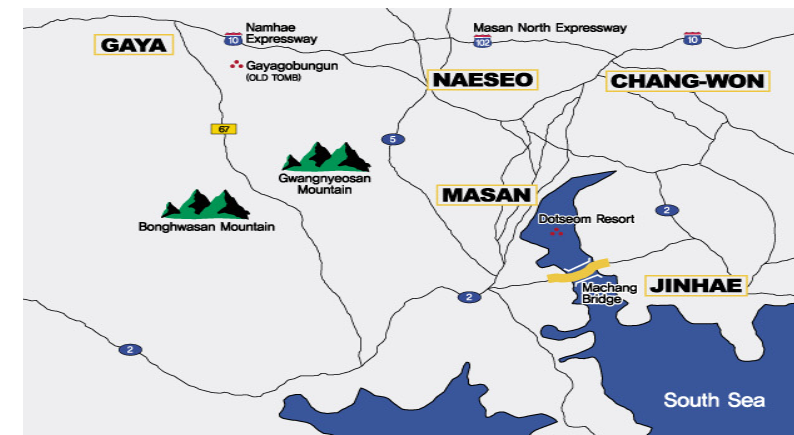 Namhae
Expressway
10
Masan North Expressway
102
10
GAYA
Gayagobungun
(OLD TOMB)
NAESEO
CHANG-WON
67
5
Gwangnyeosan
Mountain
MASAN
Bonghwasan Mountain
Dotseom Resort
2
Machang
Bridge
JINHAE
2
2
South Sea